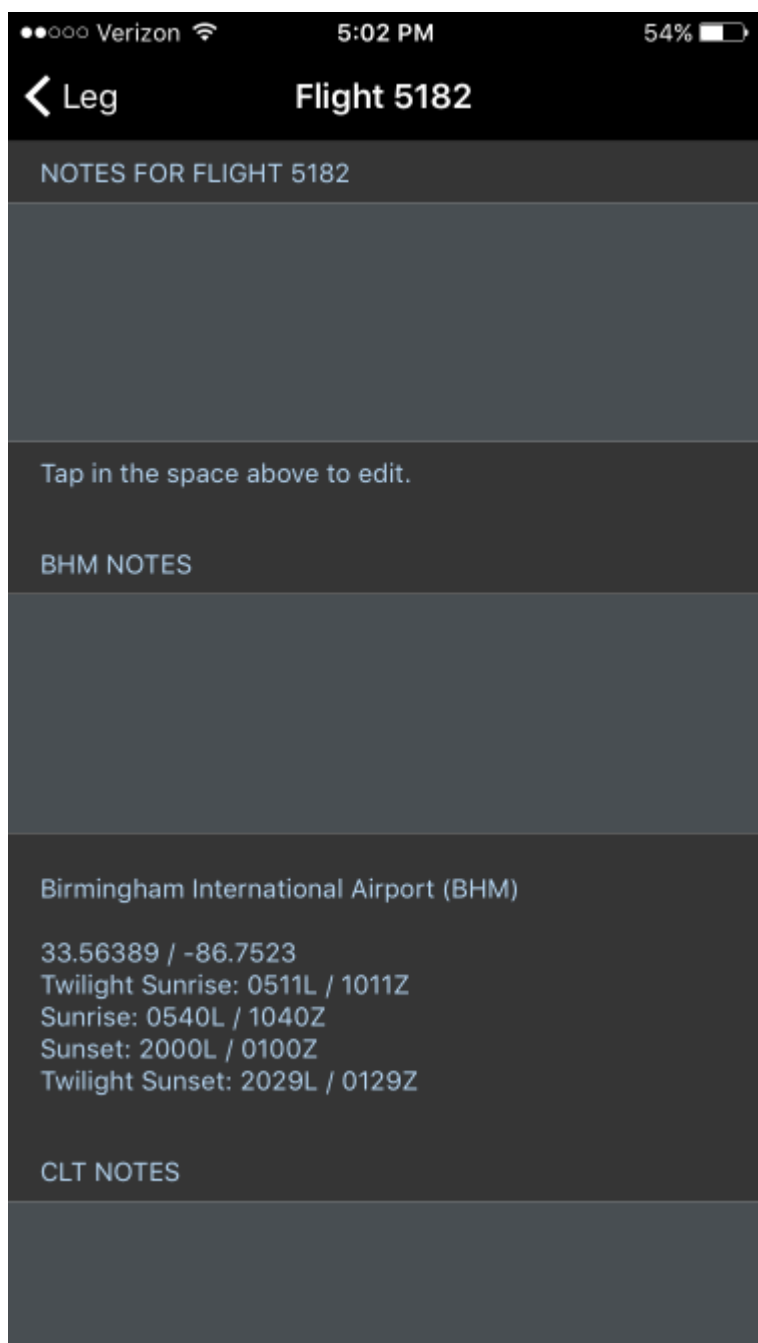 Verizon 5:02 PM 54%
Leg Flight 5182
NOTES FOR FLIGHT 5182
Tap in the space above to edit.
BHM NOTES
Birmingham International Airport (BHM)
33.56389 / -86.7523
Twilight Sunrise: 0511L / 1011Z
Sunrise: 0540L / 1040Z
Sunset: 2000L / 0100Z
Twilight Sunset: 2029L / 0129Z
CLT NOTES